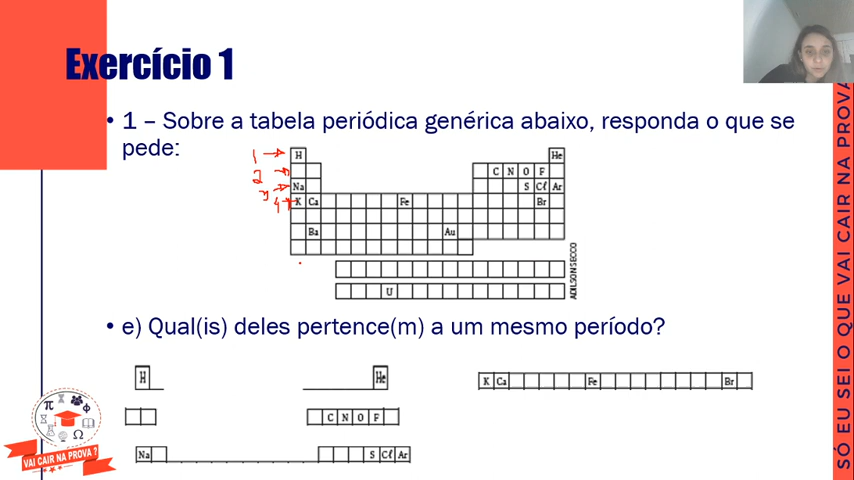 Exercício 1
• 1 – Sobre a tabela periódica genérica abaixo, responda o que se
pede:
1 H He
2 C N O F
3 Na S Cℓ Ar
4 K Ca Fe Br
Ba Au
U
ADILSON SECCO
• e) Qual(is) deles pertence(m) a um mesmo período?
H He
K Ca Fe Br
C N O F
Na S Cℓ Ar
π Φ Ω
VAI CAIR NA PROVA ?
SÓ EU SEI O QUE VAI CAIR NA PROVA